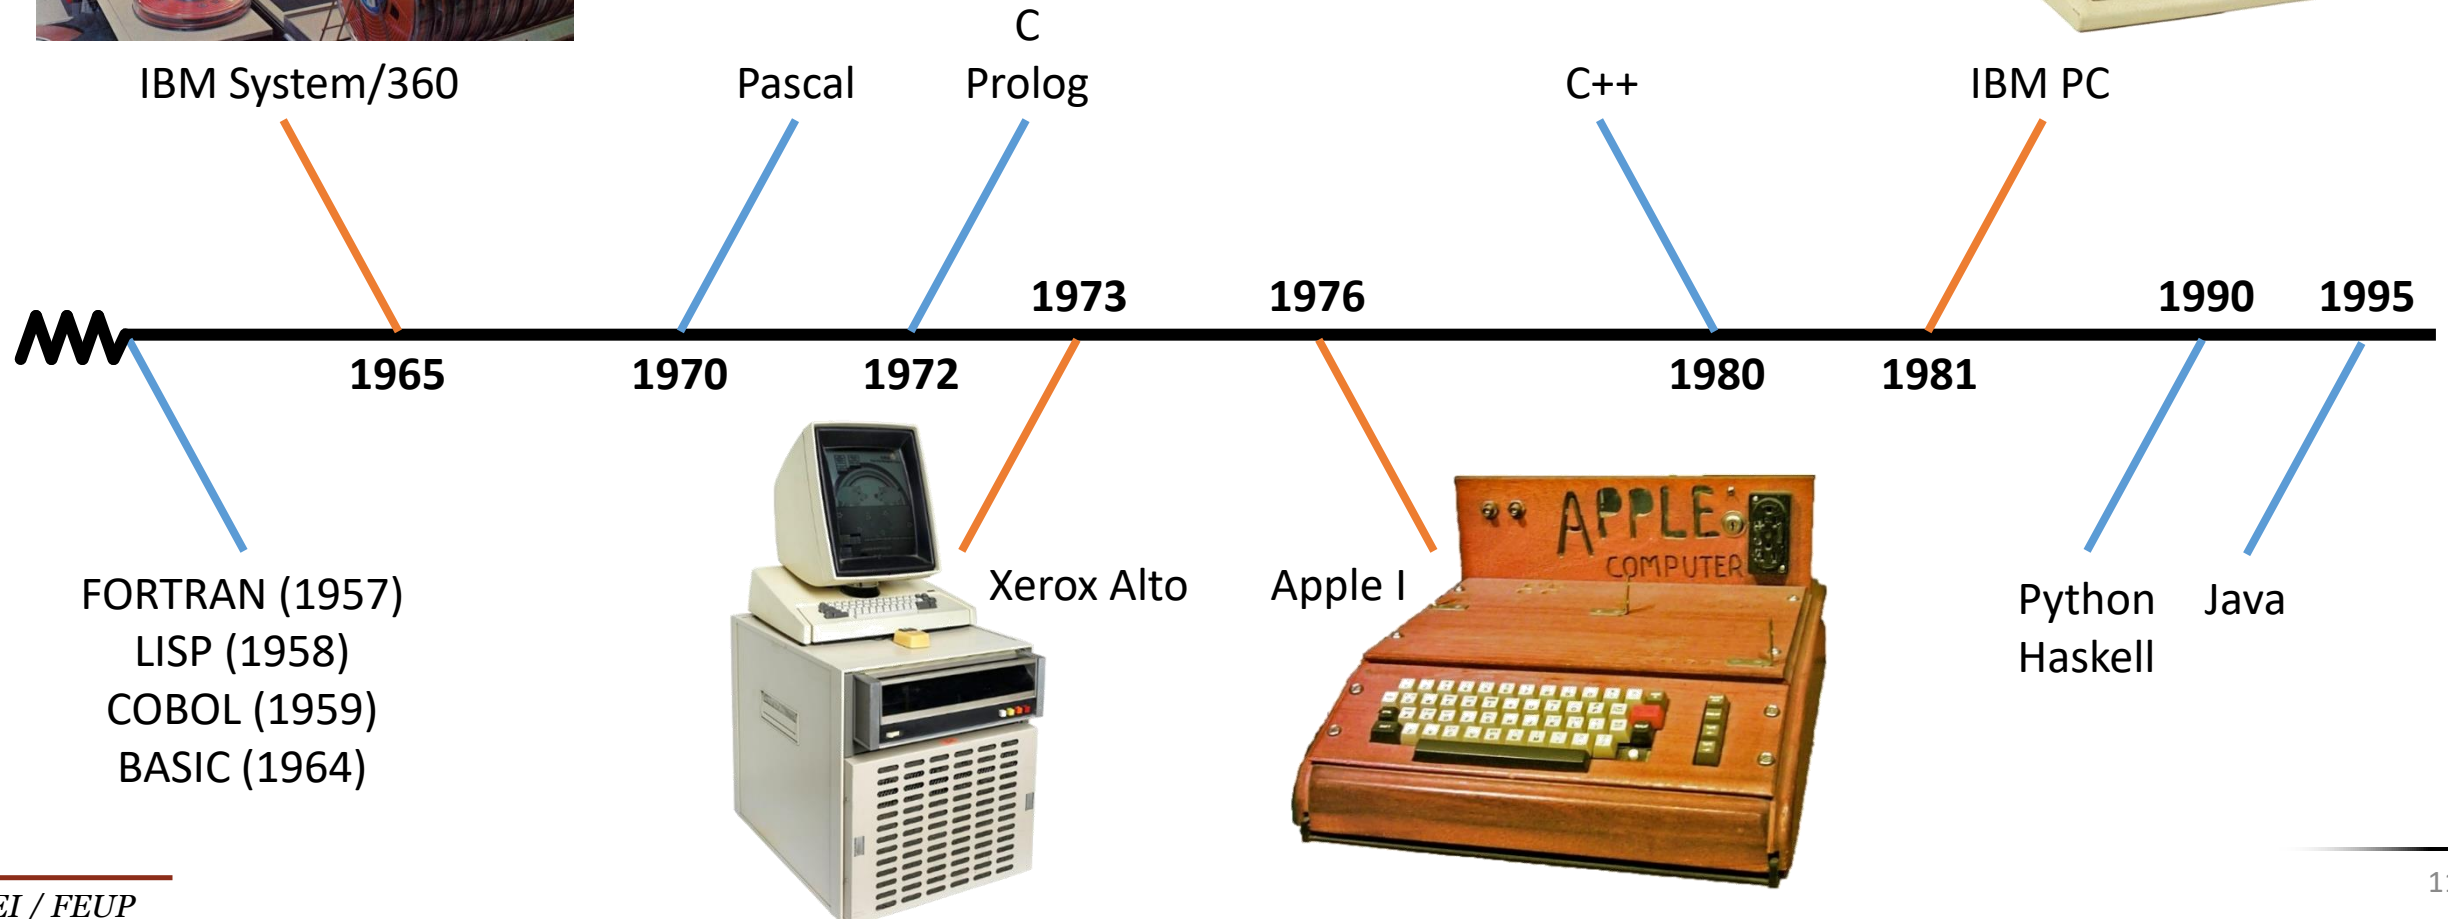 C
IBM System/360
Pascal
Prolog
C++
IBM PC
1973
1976
1990
1995
1965
1970
1972
1980
1981
APPLE
COMPUTER
Xerox Alto
Apple I
FORTRAN (1957)
LISP (1958)
COBOL (1959)
BASIC (1964)
Python
Haskell
Java
EI / FEUP